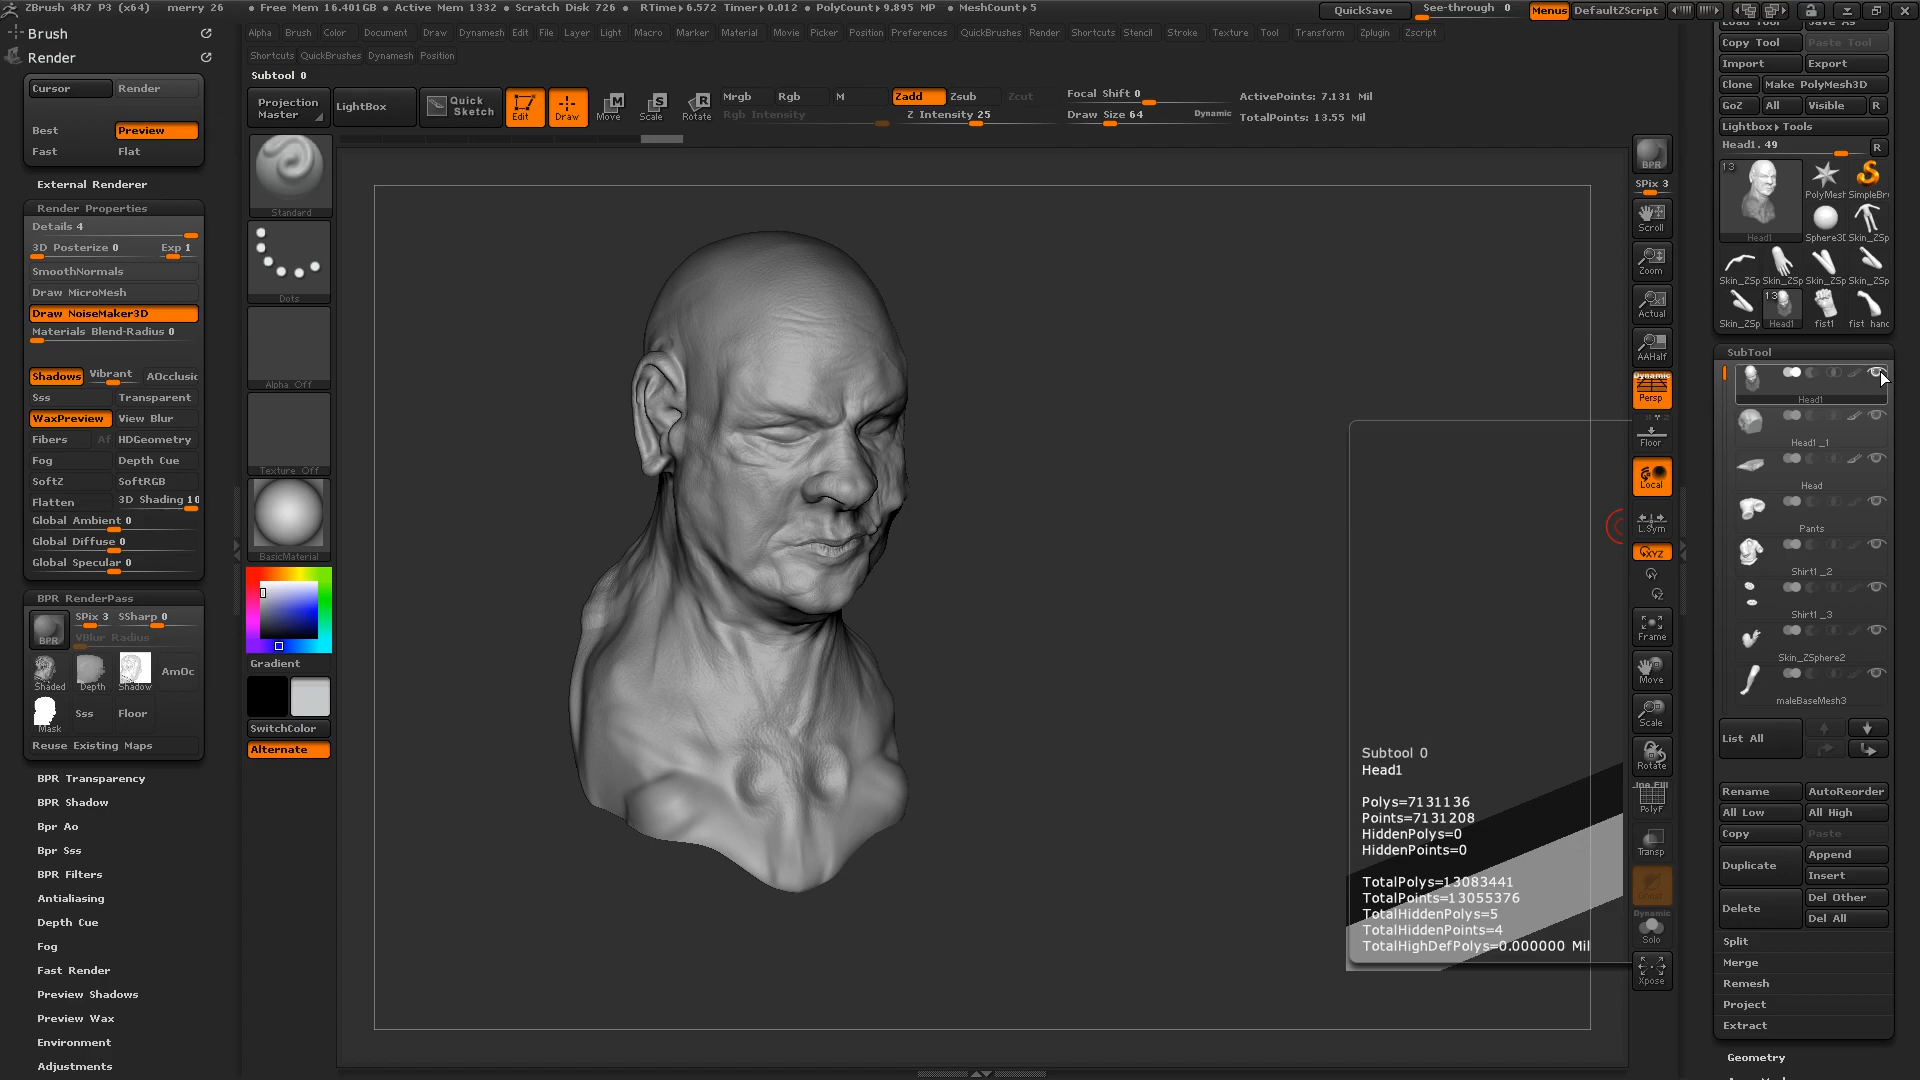 ZBrush 4R7 P3 (x64) merry 26 • Free Mem 16.401GB • Active Mem 1332 • Scratch Disk 726 • RTime▸6.572 Timer▸0.012 • PolyCount▸9.895 MP • MeshCount▸5 QuickSave See-through 0 Menus DefaultZScript
Brush
Render
Alpha Brush Color Document Draw Dynamesh Edit File Layer Light Macro Marker Material Movie Picker Position Preferences QuickBrushes Render Shortcuts Stencil Stroke Texture Tool Transform Zplugin Zscript
Shortcuts QuickBrushes Dynamesh Position
Subtool 0
Cursor Render
Best Preview
Fast Flat
External Renderer
Render Properties
Details 4
3D Posterize 0 Exp 1
SmoothNormals
Draw MicroMesh
Draw NoiseMaker3D
Materials Blend-Radius 0
Shadows Vibrant AOcclusic
Sss Transparent
WaxPreview View Blur
Fibers Af HDGeometry
Fog Depth Cue
SoftZ SoftRGB
Flatten 3D Shading 10
Global Ambient 0
Global Diffuse 0
Global Specular 0
BPR RenderPass
BPR SPix 3 SSharp 0
VBlur Radius
Shaded Depth Shadow AmOc
Mask Sss Floor
Reuse Existing Maps
BPR Transparency
BPR Shadow
Bpr Ao
Bpr Sss
BPR Filters
Antialiasing
Depth Cue
Fog
Fast Render
Preview Shadows
Preview Wax
Environment
Adjustments
Projection Master
LightBox
Quick Sketch
Edit Draw Move Scale Rotate
M S R
Mrgb Rgb M Zadd Zsub Zcut
Rgb Intensity Z Intensity 25
Focal Shift 0
Draw Size 64 Dynamic
ActivePoints: 7.131 Mil
TotalPoints: 13.55 Mil
Standard
Dots
Alpha Off
Texture Off
BasicMaterial
Gradient
SwitchColor
Alternate
BPR
SPix 3
Scroll
Zoom
Actual
AAHalf
Dynamic
Persp
Floor
Local
L.Sym
XYZ
Frame
Move
Scale
Rotate
Line Fill
PolyF
Transp
Dynamic
Solo
Xpose
Subtool 0
Head1
Polys=7131136
Points=7131208
HiddenPolys=0
HiddenPoints=0
TotalPolys=13083441
TotalPoints=13055376
TotalHiddenPolys=5
TotalHiddenPoints=4
TotalHighDefPolys=0.000000 Mil
Load Tool Save As
Copy Tool Paste Tool
Import Export
Clone Make PolyMesh3D
GoZ All Visible R
Lightbox▸Tools
Head1. 49 R
13
Head1
PolyMesh SimpleBr
Sphere3D Skin_ZSp
Skin_ZSp Skin_ZSp Skin_ZSp Skin_ZSp
13
Skin_ZSp Head1 fist1 fist hand
SubTool
Head1
Head1_1
Head
Pants
Shirt1_2
Shirt1_3
Skin_ZSphere2
maleBaseMesh3
List All
Rename AutoReorder
All Low All High
Copy Paste
Duplicate Append
Insert
Delete Del Other
Del All
Split
Merge
Remesh
Project
Extract
Geometry